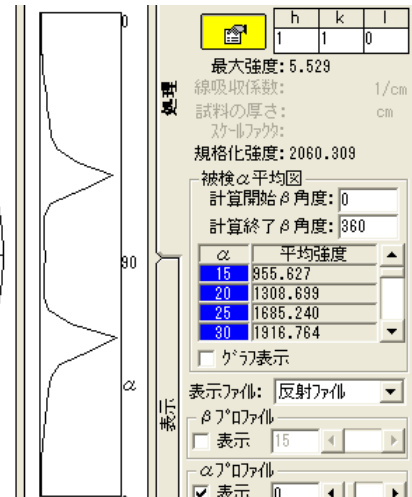 0
90
α
処理
表示
h k l
1 1 0
最大強度: 5.529
線吸収係数: 1/cm
試料の厚さ: cm
スケールファクタ:
規格化強度: 2060.309
被検α平均図
計算開始β角度: 0
計算終了β角度: 360
α 平均強度
15 955.627
20 1308.699
25 1685.240
30 1916.764
グラフ表示
表示ファイル: 反射ファイル
βプロファイル
表示 15
αプロファイル
表示 0